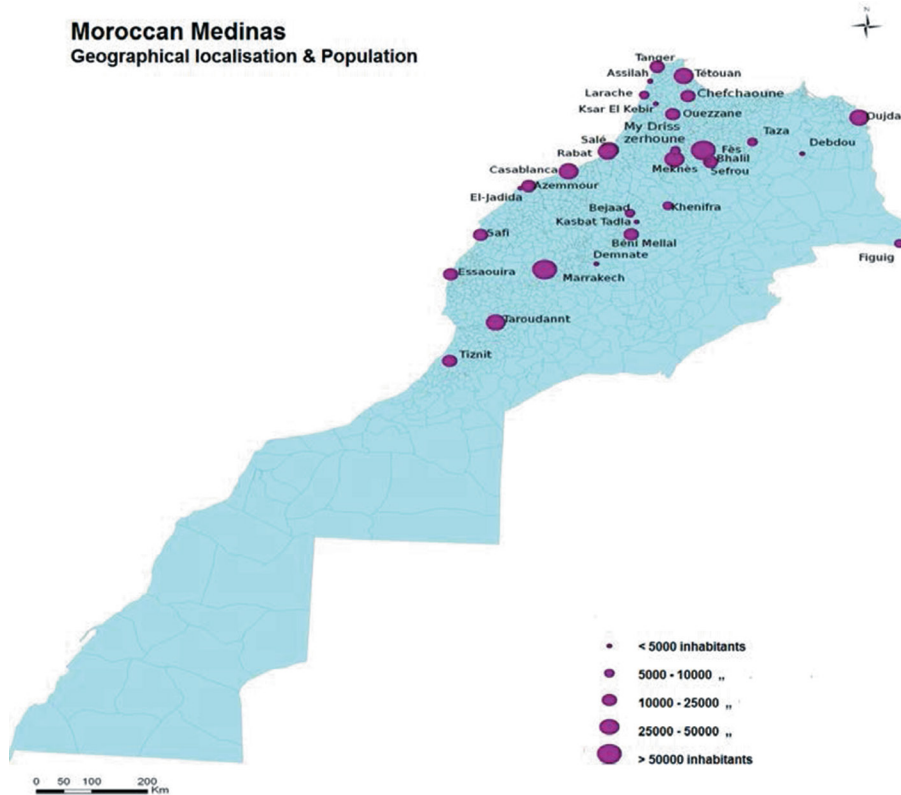 Moroccan Medinas
Geographical localisation & Population
N
Tanger
Assilah
Tétouan
Larache
Chefchaoune
Ksar El Kebir
Ouezzane
Oujda
My Driss
zerhoune
Taza
Salé
Debdou
Rabat
Fès
Bhalil
Meknès
Sefrou
Casablanca
Azemmour
El-Jadida
Bejaad
Khenifra
Kasbat Tadla
Safi
Béni Mellal
Figuig
Demnate
Essaouira
Marrakech
Taroudannt
Tiznit
< 5000 inhabitants
5000 - 10000 ,,
10000 - 25000 ,,
25000 - 50000 ,,
> 50000 inhabitants
0 50 100 200
Km